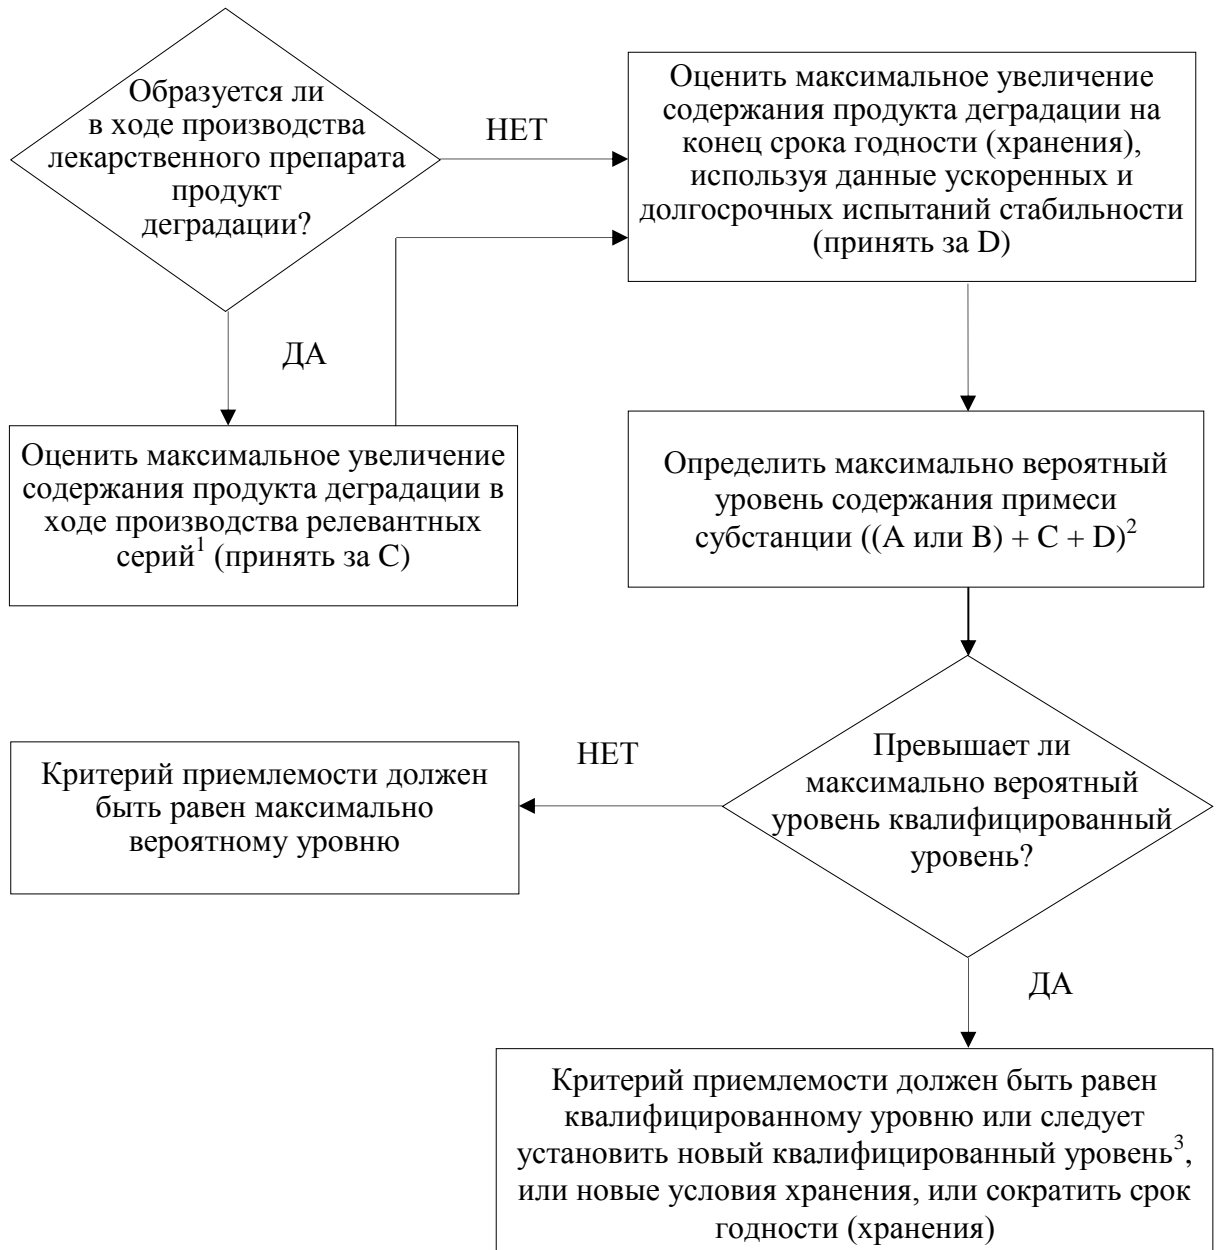 Образуется ли
в ходе производства
лекарственного препарата
продукт
деградации?
НЕТ
Оценить максимальное увеличение
содержания продукта деградации на
конец срока годности (хранения),
используя данные ускоренных и
долгосрочных испытаний стабильности
(принять за D)
ДА
Оценить максимальное увеличение
содержания продукта деградации в
ходе производства релевантных
серий¹ (принять за C)
Определить максимально вероятный
уровень содержания примеси
субстанции ((A или B) + C + D)²
Превышает ли
максимально вероятный
уровень квалифицированный
уровень?
НЕТ
Критерий приемлемости должен
быть равен максимально
вероятному уровню
ДА
Критерий приемлемости должен быть равен
квалифицированному уровню или следует
установить новый квалифицированный уровень³,
или новые условия хранения, или сократить срок
годности (хранения)